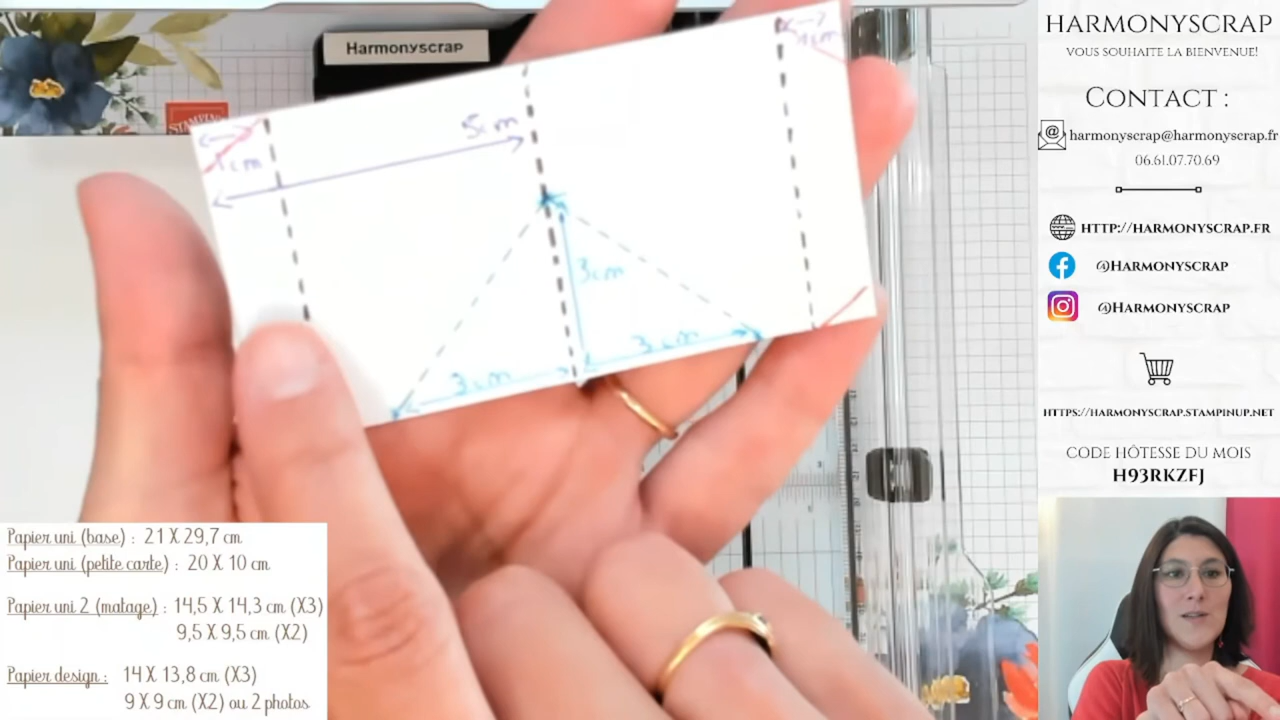 Harmonyscrap
STAMPIN
1cm
5cm
1cm
3cm
3cm
3cm
HARMONYSCRAP
VOUS SOUHAITE LA BIENVENUE!
CONTACT :
harmonyscrap@harmonyscrap.fr
06.61.07.70.69
HTTP://HARMONYSCRAP.FR
@HARMONYSCRAP
@HARMONYSCRAP
HTTPS://HARMONYSCRAP.STAMPINUP.NET
CODE HÔTESSE DU MOIS
H93RKZFJ
Papier uni (base) : 21 X 29,7 cm
Papier uni (petite carte) : 20 X 10 cm
Papier uni 2 (matage) : 14,5 X 14,3 cm (X3)
9,5 X 9,5 cm (X2)
Papier design : 14 X 13,8 cm (X3)
9 X 9 cm (X2) ou 2 photos